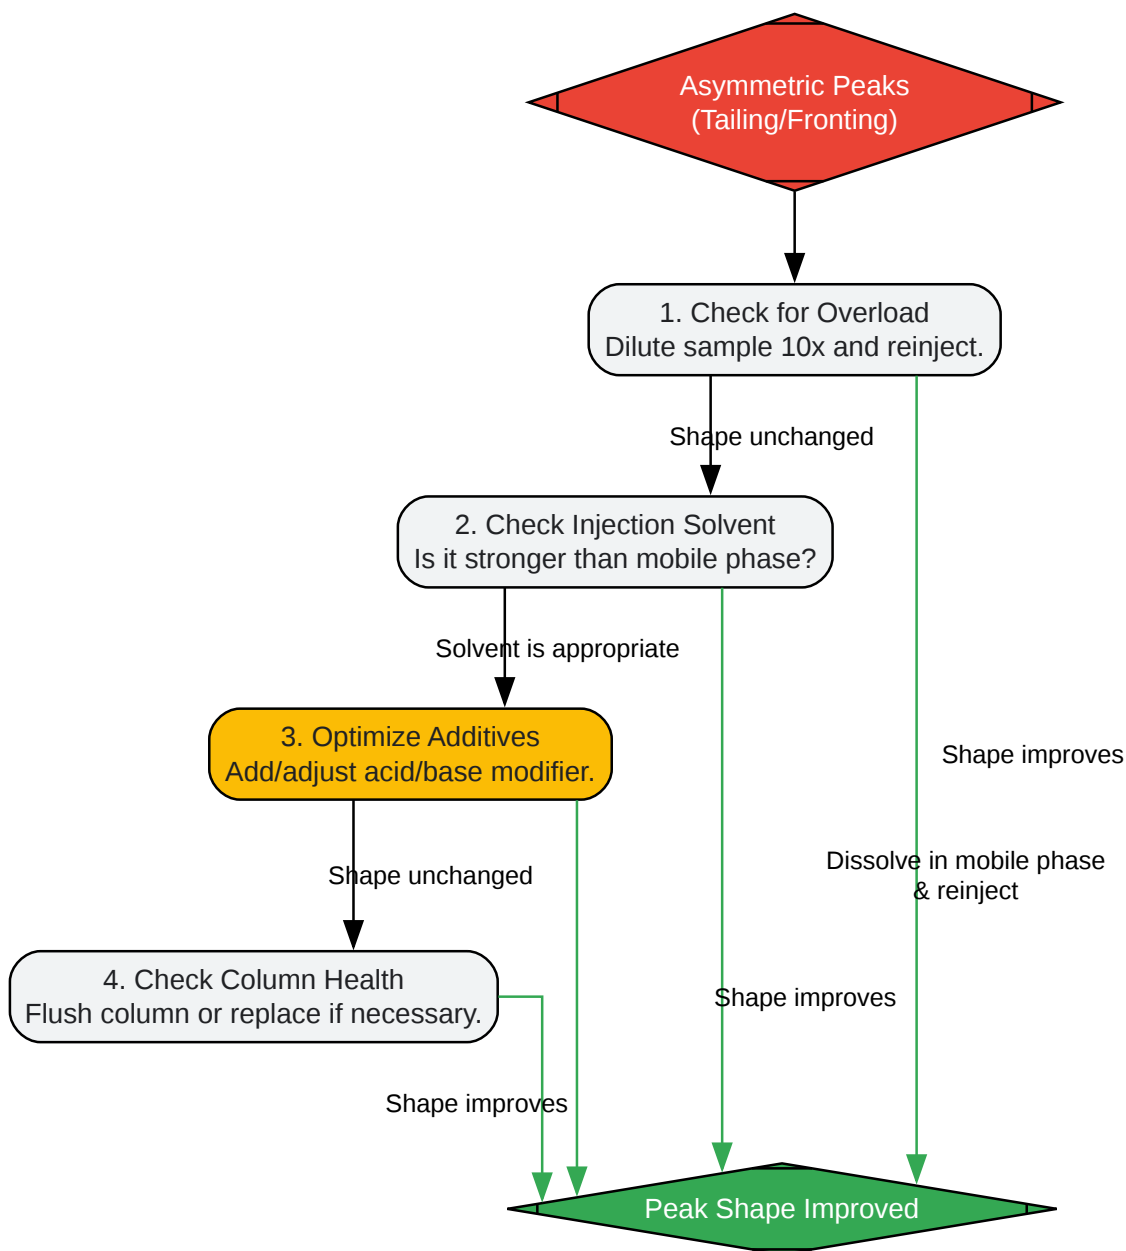 Asymmetric Peaks
(Tailing/Fronting)
1. Check for Overload
Dilute sample 10x and reinject.
Shape unchanged
2. Check Injection Solvent
Is it stronger than mobile phase?
Solvent is appropriate
3. Optimize Additives
Add/adjust acid/base modifier.
Shape improves
Dissolve in mobile phase
& reinject
Shape unchanged
4. Check Column Health
Flush column or replace if necessary.
Shape improves
Shape improves
Peak Shape Improved